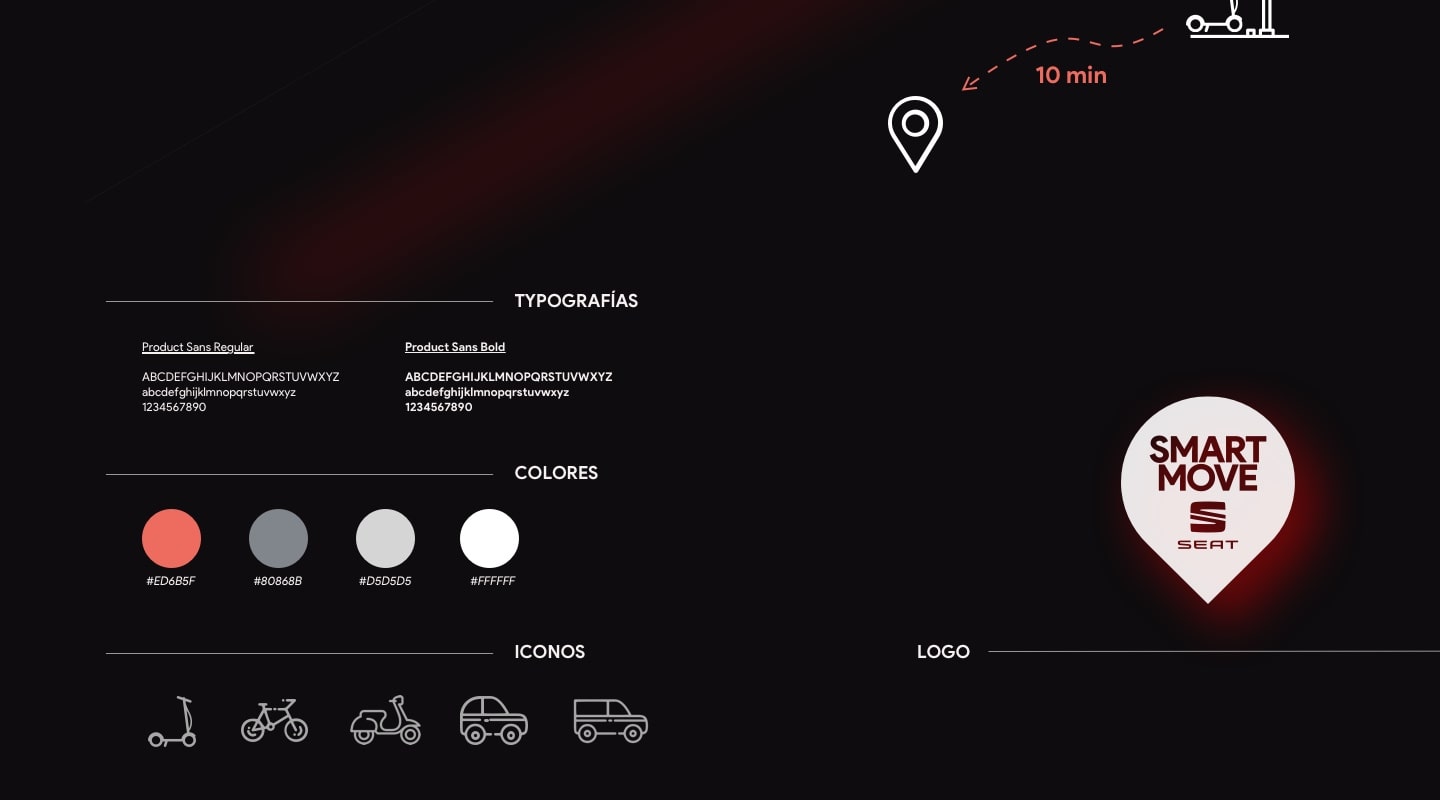 10 min
TYPOGRAFÍAS
Product Sans Regular
ABCDEFGHIJKLMNOPQRSTUVWXYZ
abcdefghijklmnopqrstuvwxyz
1234567890
Product Sans Bold
ABCDEFGHIJKLMNOPQRSTUVWXYZ
abcdefghijklmnopqrstuvwxyz
1234567890
COLORES
#ED6B5F
#80868B
#D5D5D5
#FFFFFF
ICONOS
SMART
MOVE
SEAT
LOGO